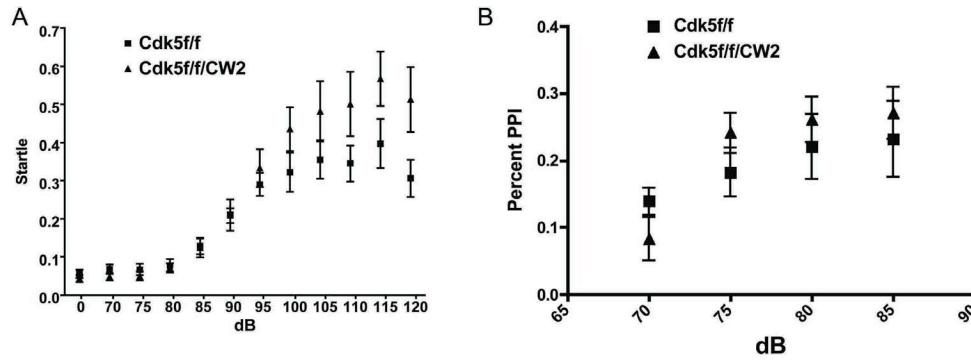 A
Cdk5f/f
Cdk5f/f/CW2
Startle
0.7
0.6
0.5
0.4
0.3
0.2
0.1
0.0
0 70 75 80 85 90 95 100 105 110 115 120
dB
B
Cdk5f/f
Cdk5f/f/CW2
Percent PPI
0.4
0.3
0.2
0.1
0.0
65 70 75 80 85 90
dB